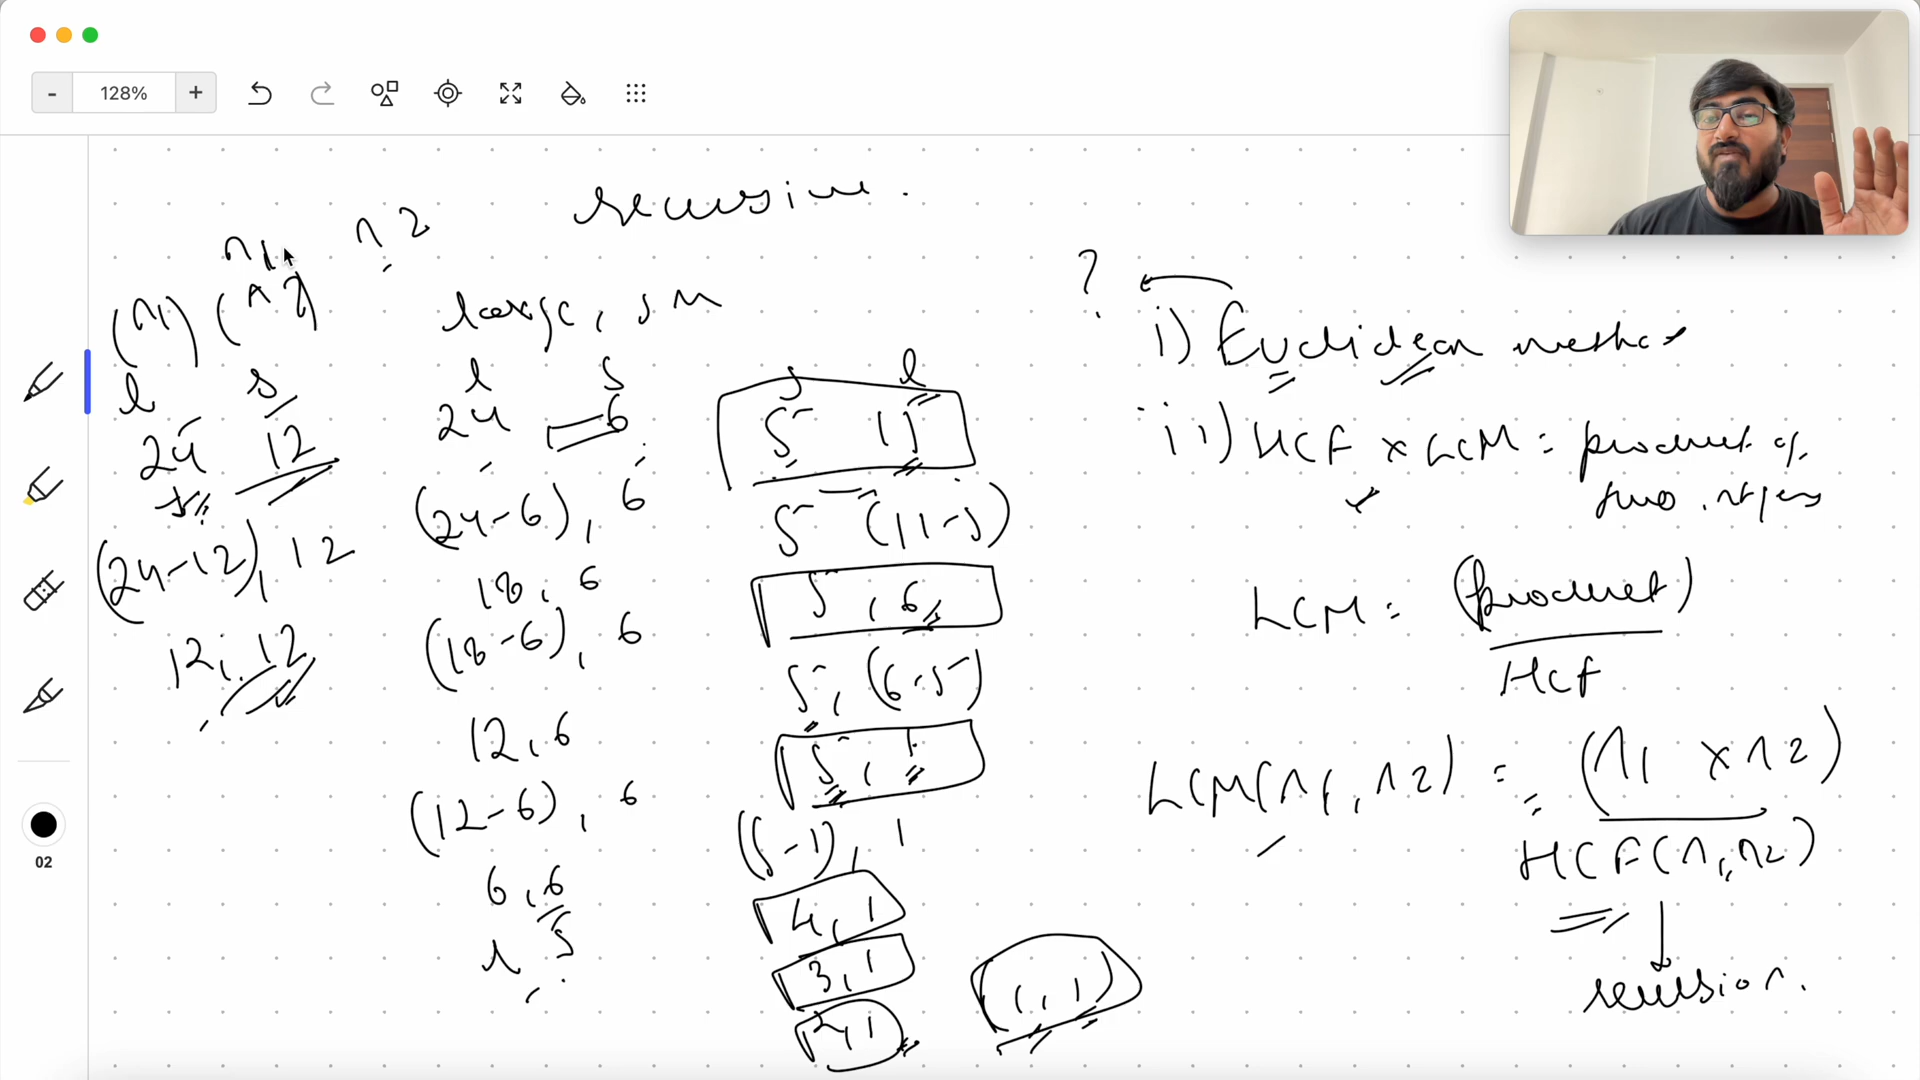 128%
recursive.
n1 n2
(n1) (n2)
l s
24 12
(24-12), 12
12, 12
large, sm
l s
24 6
(24-6), 6
18, 6
(18-6), 6
12, 6
(12-6), 6
6, 6
l s
s l
5 11
5 (11-5)
5, 6
5, (6-5)
5, 1
(5-1), 1
4, 1
3, 1
2, 1
1, 1
?
i) Euclidean method
ii) HCF x LCM = product of
two
LCM = (product)
HCF
LCM(n1, n2) = (n1 x n2)
HCF(n1, n2)
recursion.
02